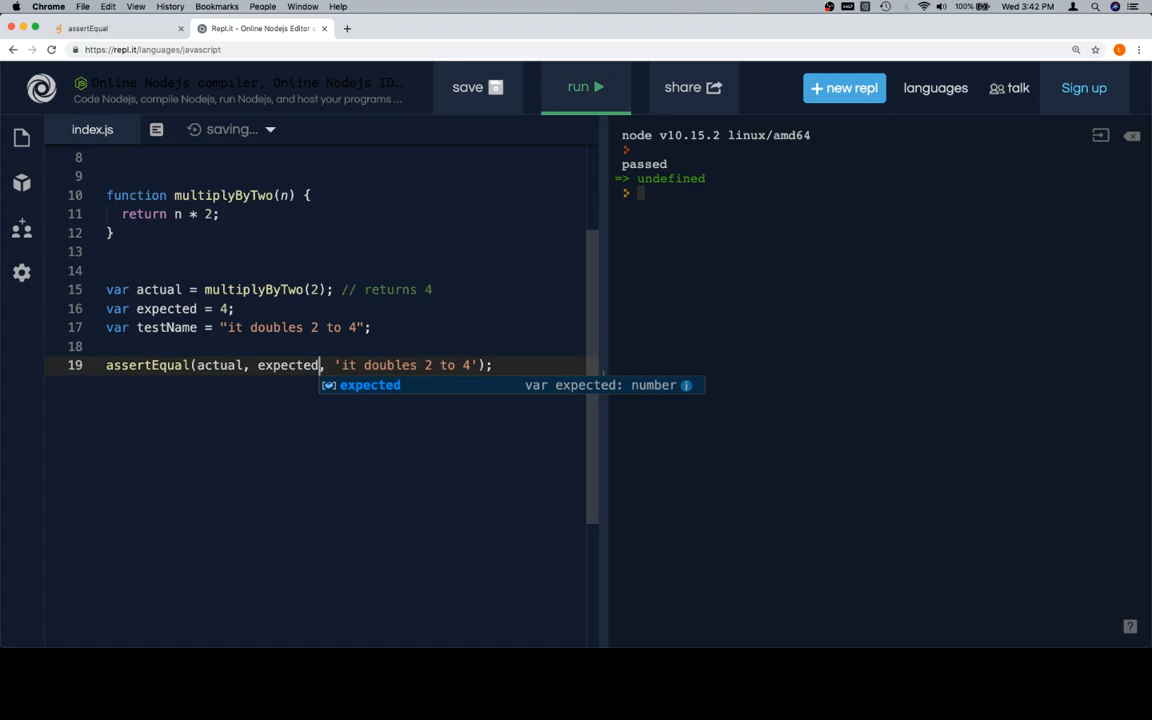 Chrome File Edit View History Bookmarks People Window Help 100% Wed 3:42 PM
assertEqual × Repl.it - Online Nodejs Editor a × +
https://repl.it/languages/javascript
Online Nodejs compiler, Online Nodejs ID...
Code Nodejs, compile Nodejs, run Nodejs, and host your programs ...
save run share + new repl languages talk Sign up
index.js saving...
node v10.15.2 linux/amd64
passed
=> undefined
8
9
10 function multiplyByTwo(n) {
11 return n * 2;
12 }
13
14
15 var actual = multiplyByTwo(2); // returns 4
16 var expected = 4;
17 var testName = "it doubles 2 to 4";
18
19 assertEqual(actual, expected, 'it doubles 2 to 4');
expected var expected: number